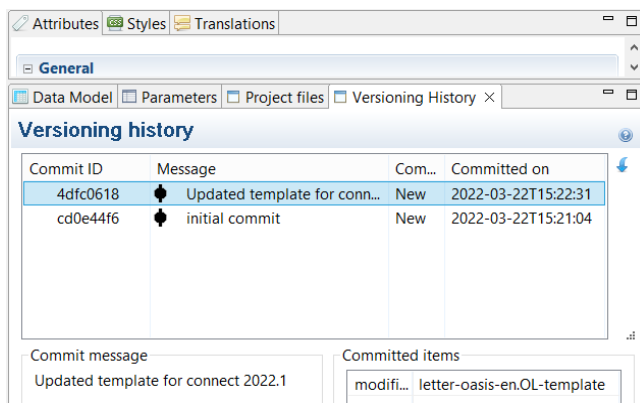 Attributes Styles Translations
General
Data Model Parameters Project files Versioning History
Versioning history
Commit ID Message Com... Committed on
4dfc0618 Updated template for conn... New 2022-03-22T15:22:31
cd0e44f6 initial commit New 2022-03-22T15:21:04
Commit message Committed items
Updated template for connect 2022.1 modifi... letter-oasis-en.OL-template